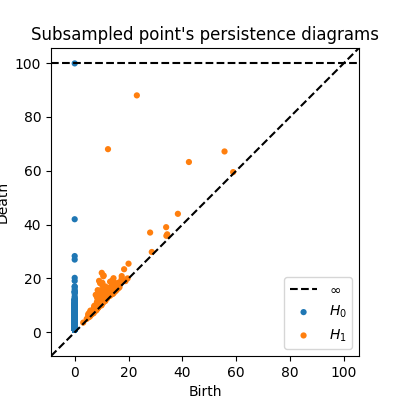 Subsampled point's persistence diagrams
100
80
60
40
20
0
Death
0 20 40 60 80 100
Birth
∞
H₀
H₁